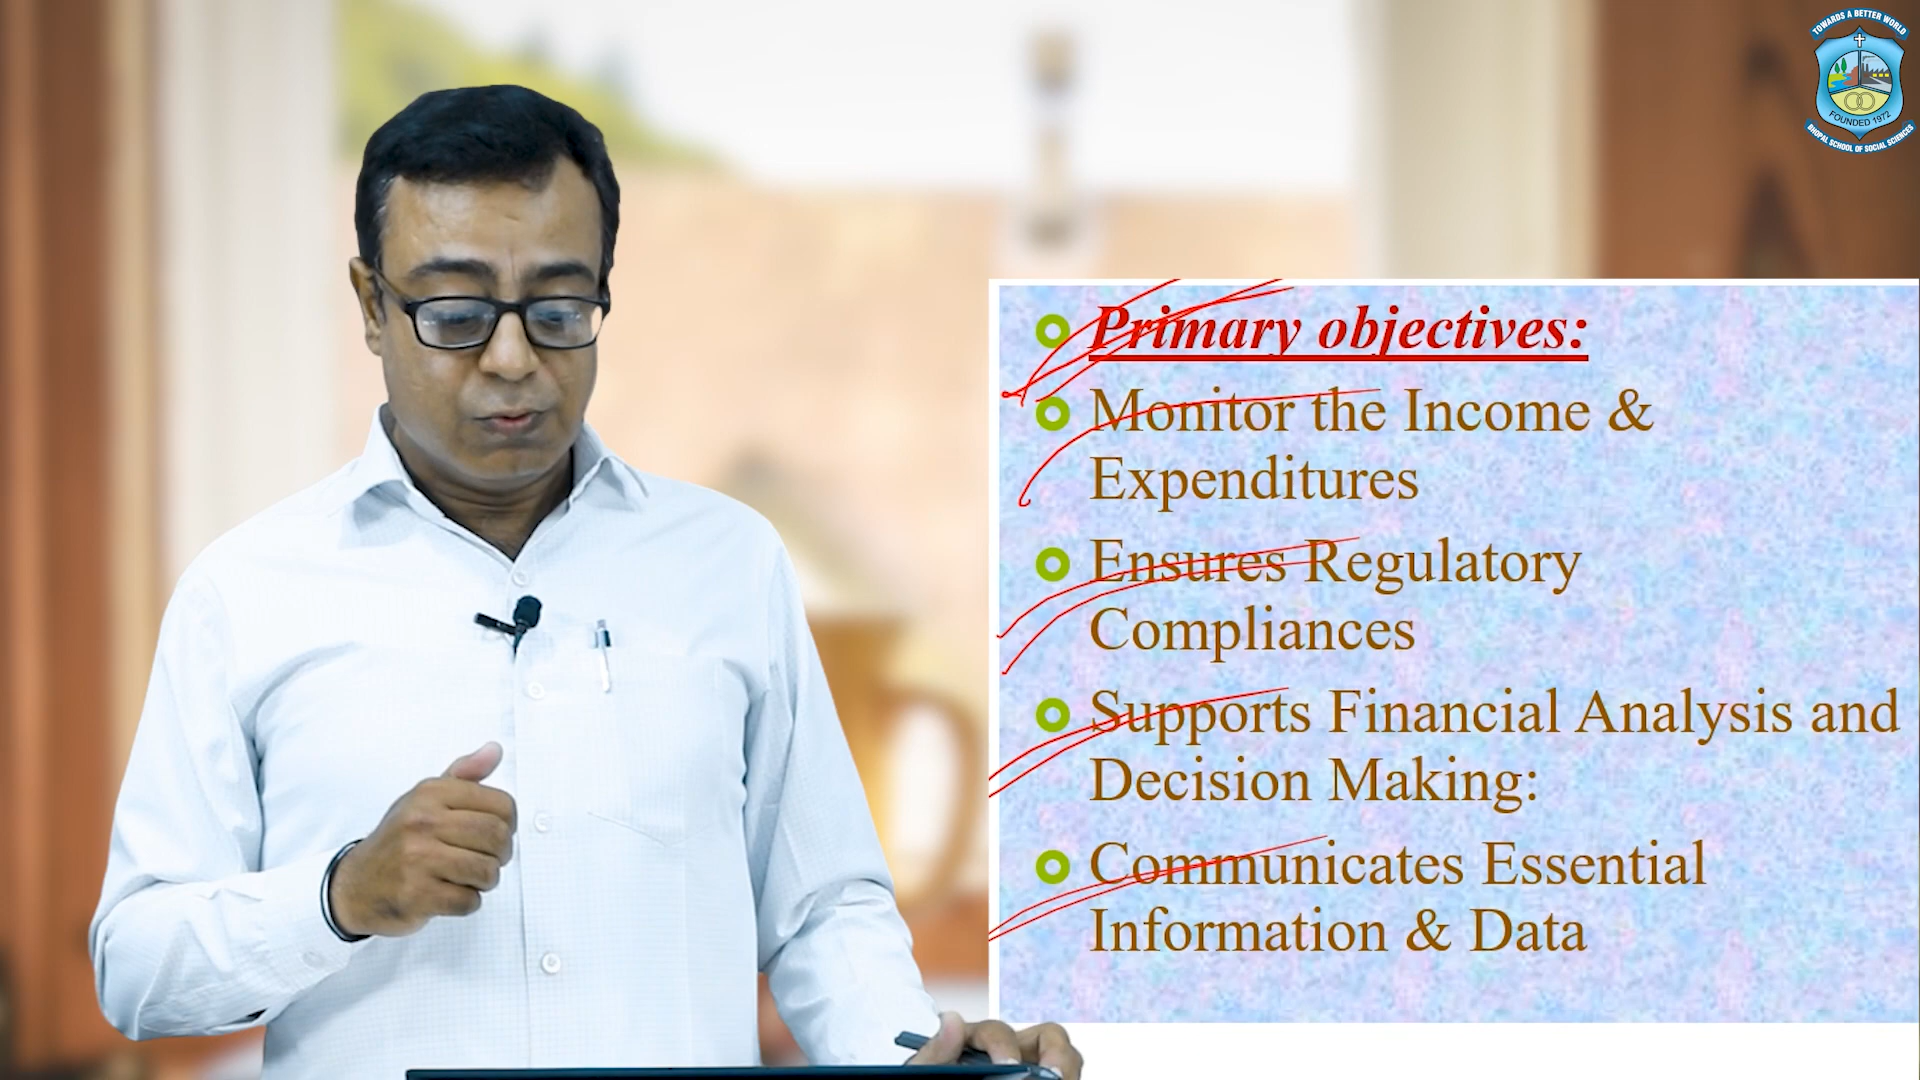 TOWARDS A BETTER WORLD
FOUNDED 1972
BHOPAL SCHOOL OF SOCIAL SCIENCES
Primary objectives:
Monitor the Income &
Expenditures
Ensures Regulatory
Compliances
Supports Financial Analysis and
Decision Making:
Communicates Essential
Information & Data